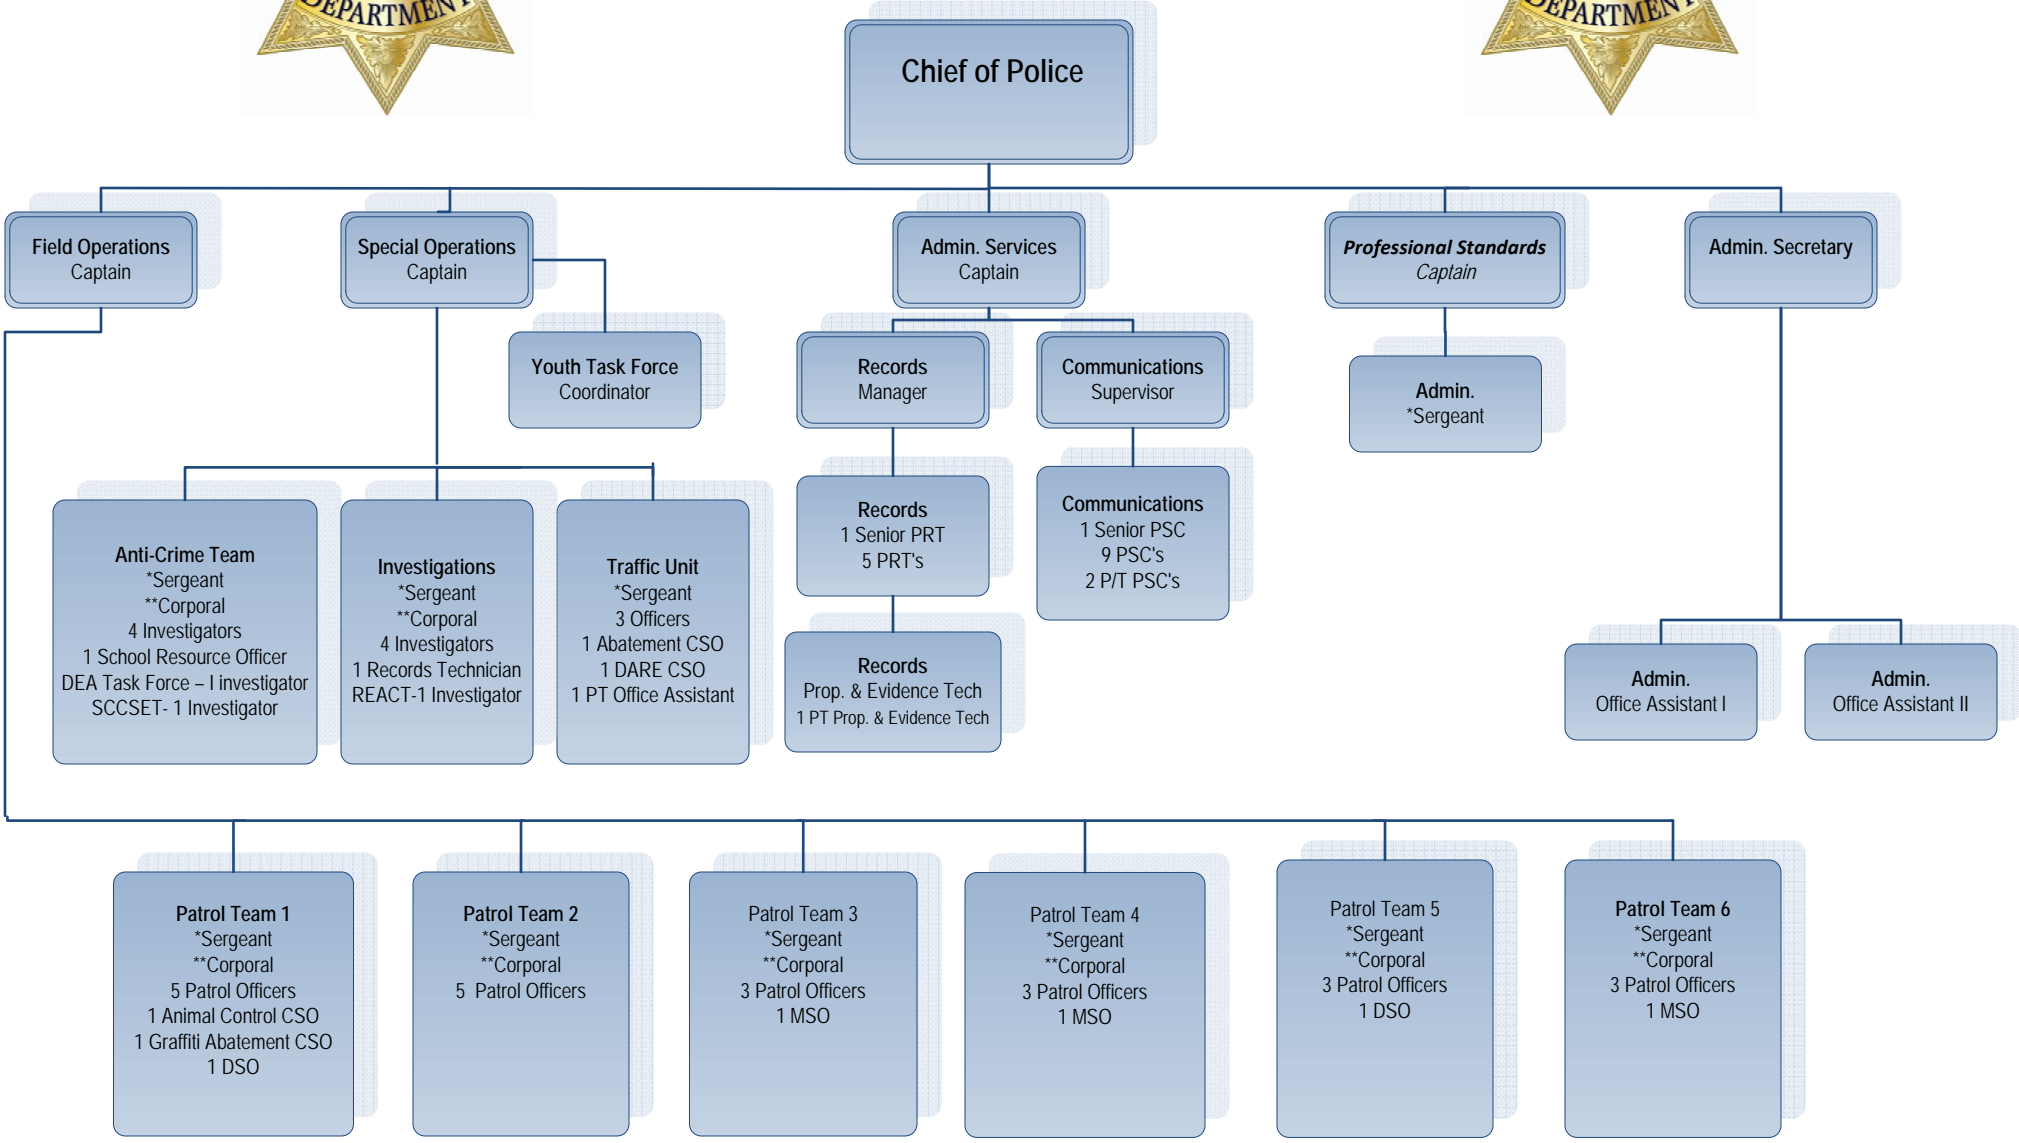 DEPARTMENT
DEPARTMENT
Chief of Police
Field Operations
Captain
Special Operations
Captain
Admin. Services
Captain
Professional Standards
Captain
Admin. Secretary
Youth Task Force
Coordinator
Records
Manager
Communications
Supervisor
Admin.
*Sergeant
Anti-Crime Team
*Sergeant
**Corporal
4 Investigators
1 School Resource Officer
DEA Task Force – I investigator
SCCSET- 1 Investigator
Investigations
*Sergeant
**Corporal
4 Investigators
1 Records Technician
REACT-1 Investigator
Traffic Unit
*Sergeant
3 Officers
1 Abatement CSO
1 DARE CSO
1 PT Office Assistant
Records
1 Senior PRT
5 PRT's
Communications
1 Senior PSC
9 PSC's
2 P/T PSC's
Records
Prop. & Evidence Tech
1 PT Prop. & Evidence Tech
Admin.
Office Assistant I
Admin.
Office Assistant II
Patrol Team 1
*Sergeant
**Corporal
5 Patrol Officers
1 Animal Control CSO
1 Graffiti Abatement CSO
1 DSO
Patrol Team 2
*Sergeant
**Corporal
5 Patrol Officers
Patrol Team 3
*Sergeant
**Corporal
3 Patrol Officers
1 MSO
Patrol Team 4
*Sergeant
**Corporal
3 Patrol Officers
1 MSO
Patrol Team 5
*Sergeant
**Corporal
3 Patrol Officers
1 DSO
Patrol Team 6
*Sergeant
**Corporal
3 Patrol Officers
1 MSO